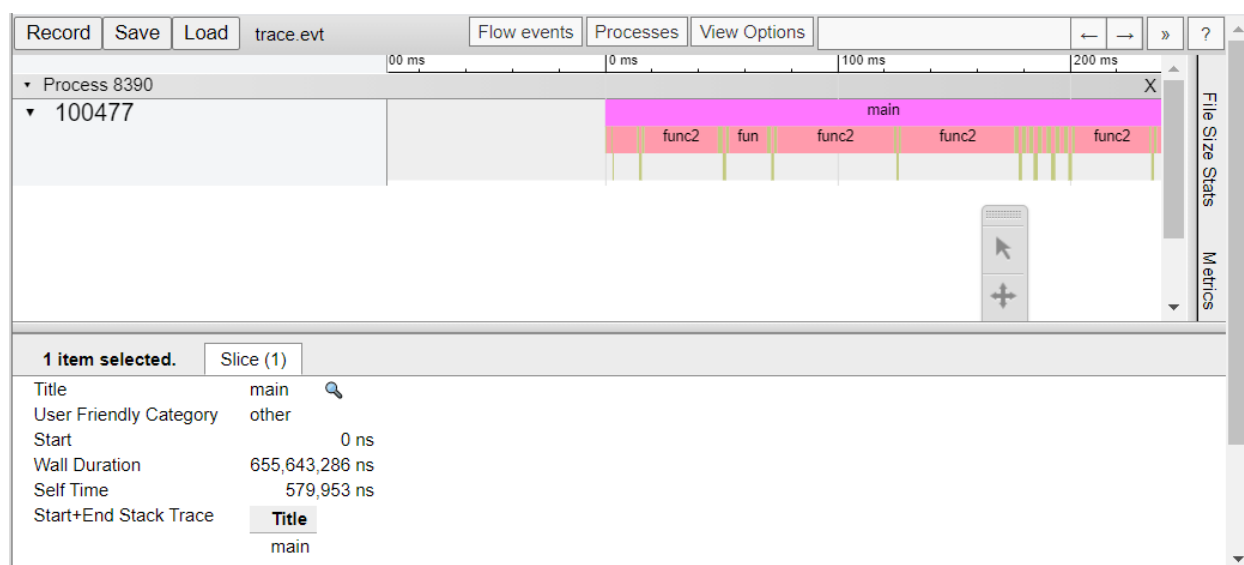 Record Save Load trace.evt Flow events Processes View Options ← → » ?
00 ms 0 ms 100 ms 200 ms
▾ Process 8390 X
▾ 100477 main
func2 fun func2 func2 func2
File Size Stats
Metrics
1 item selected. Slice (1)
Title main
User Friendly Category other
Start 0 ns
Wall Duration 655,643,286 ns
Self Time 579,953 ns
Start+End Stack Trace Title
main